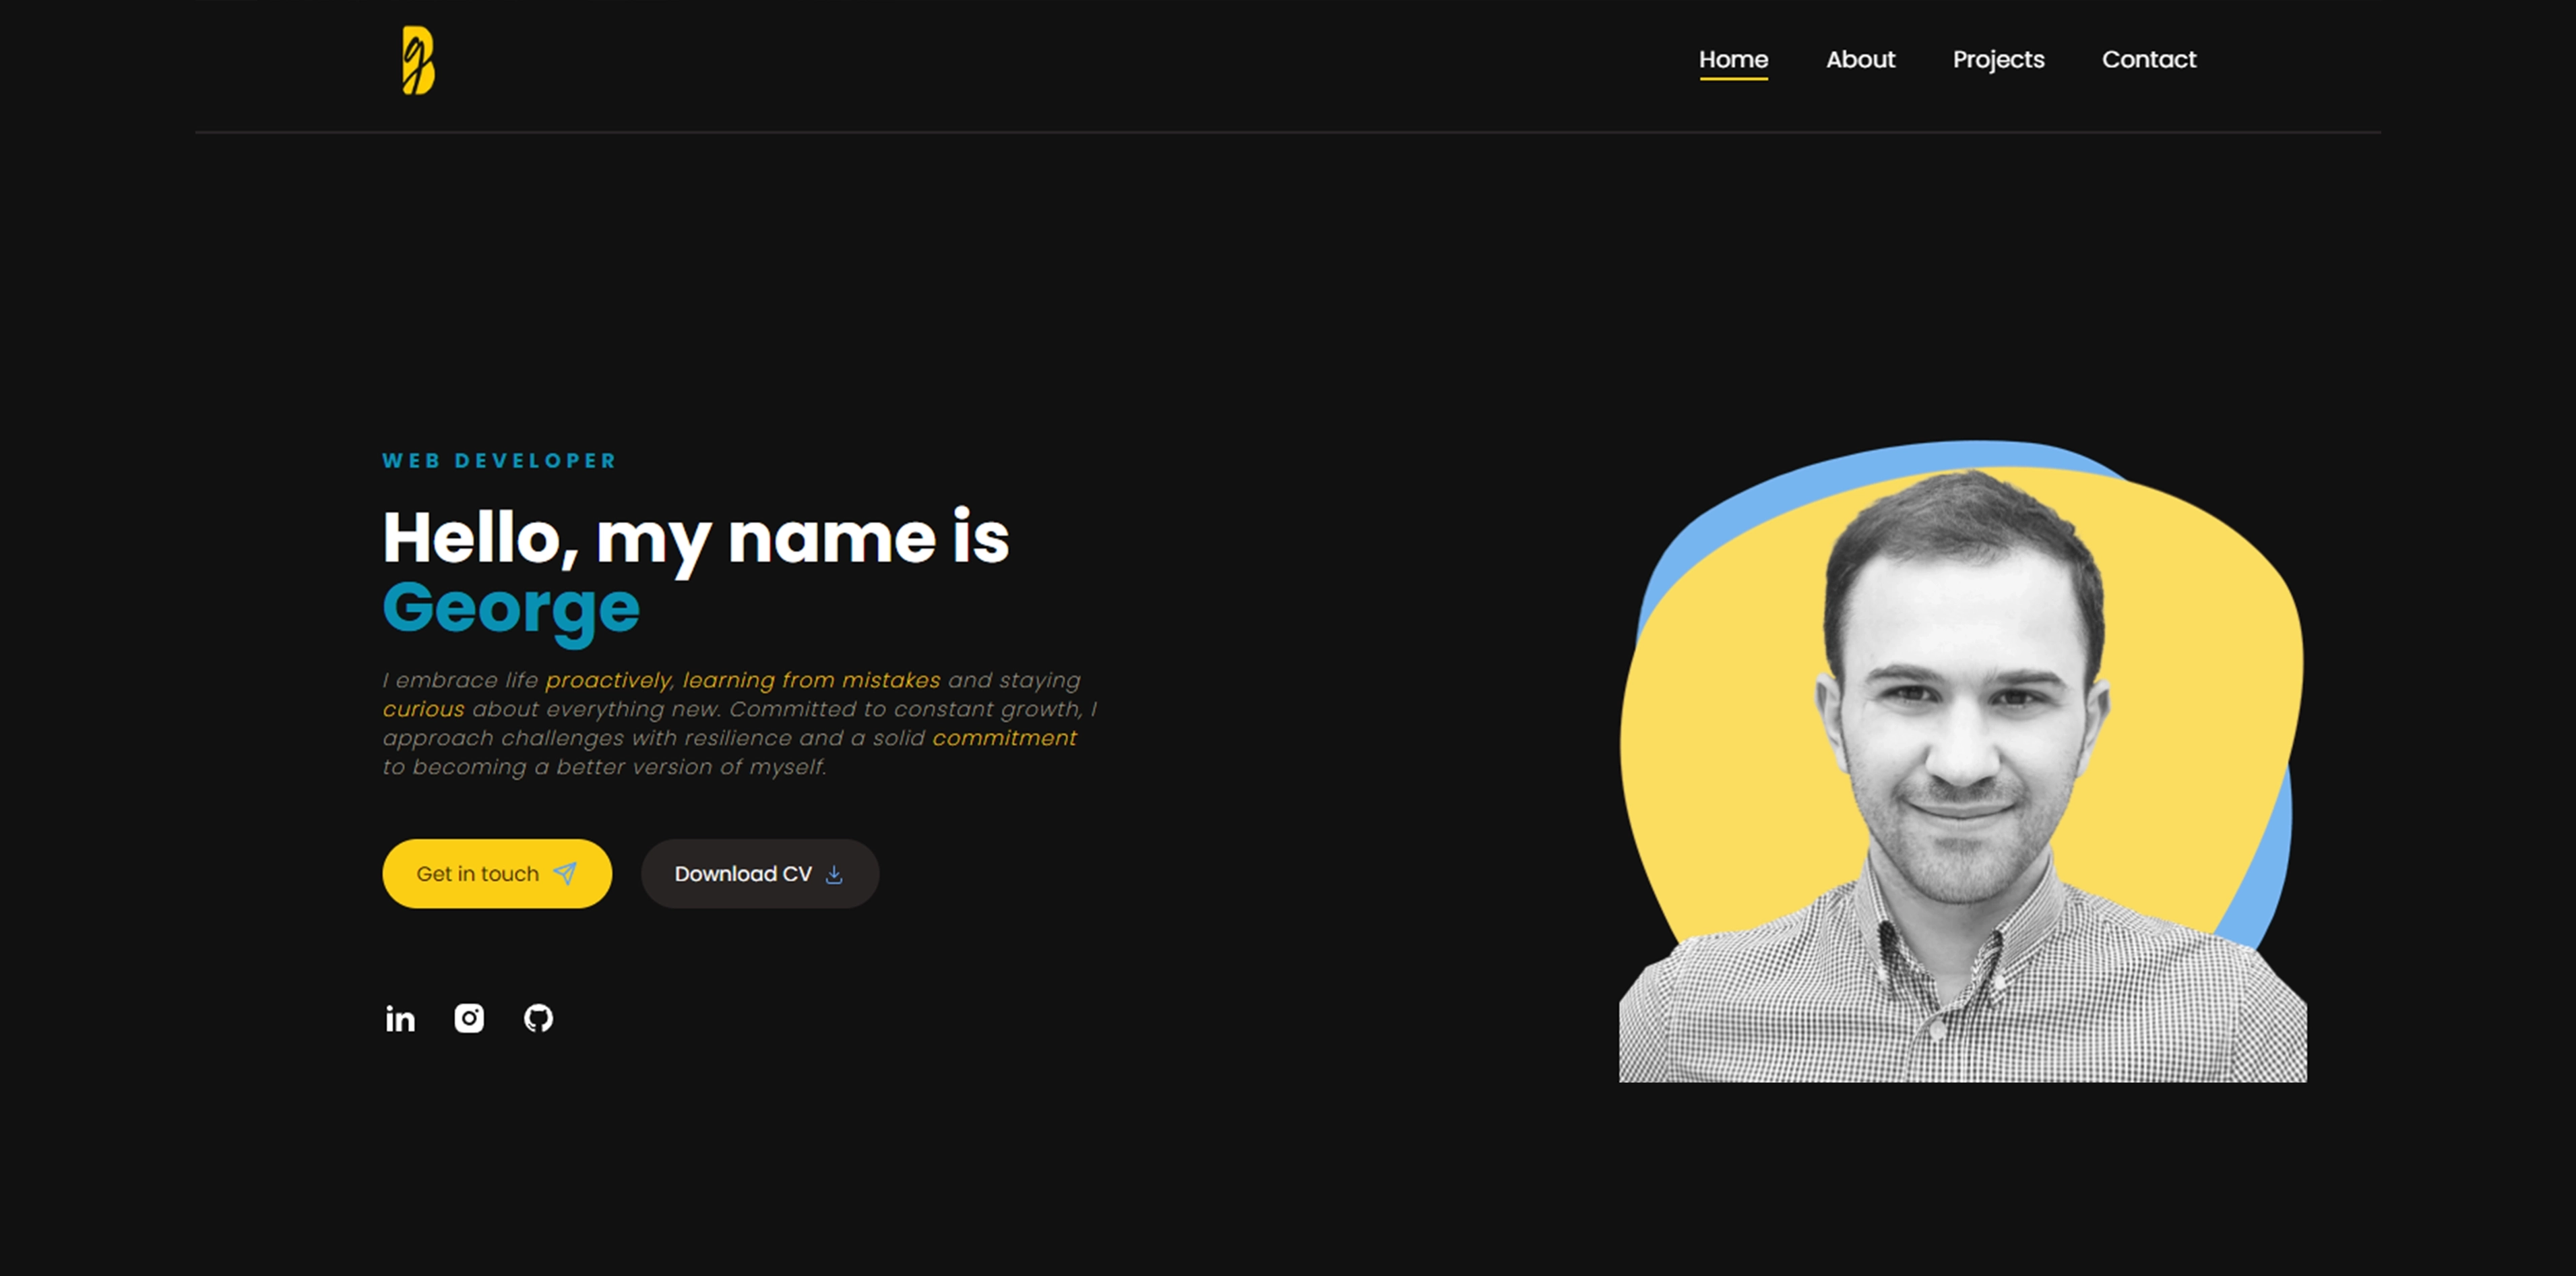 gB
Home About Projects Contact
WEB DEVELOPER
Hello, my name is
George
I embrace life proactively, learning from mistakes and staying
curious about everything new. Committed to constant growth, I
approach challenges with resilience and a solid commitment
to becoming a better version of myself.
Get in touch
Download CV
in